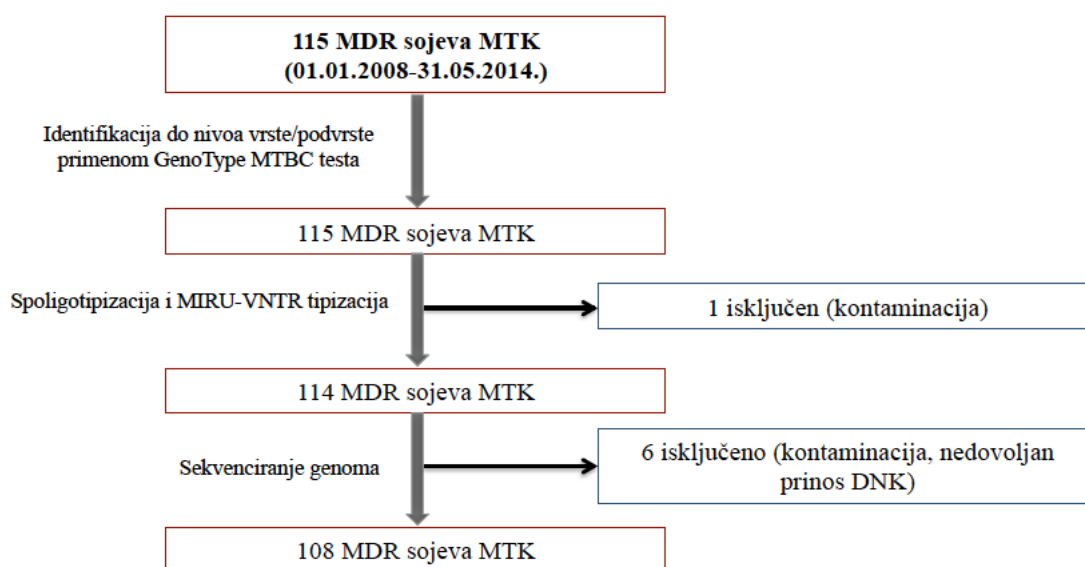 115 MDR sojeva MTK
(01.01.2008-31.05.2014.)
Identifikacija do nivoa vrste/podvrste
primenom GenoType MTBC testa
115 MDR sojeva MTK
Spoligotipizacija i MIRU-VNTR tipizacija
1 isključen (kontaminacija)
114 MDR sojeva MTK
Sekvenciranje genoma
6 isključeno (kontaminacija, nedovoljan
prinos DNK)
108 MDR sojeva MTK